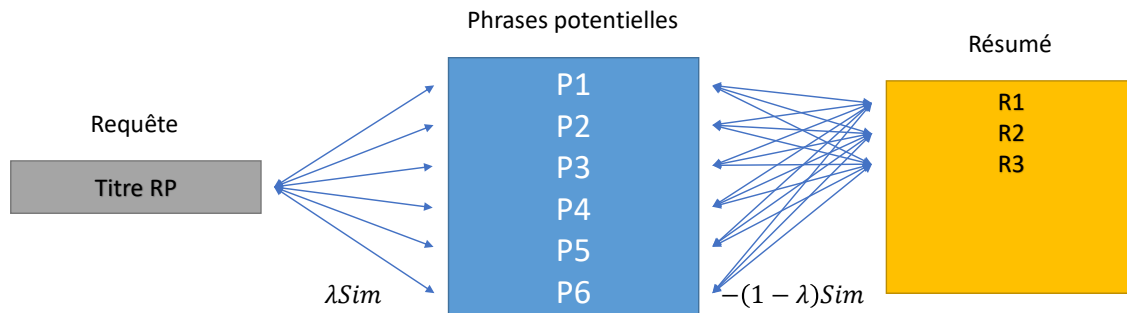 Phrases potentielles
Résumé
Requête
Titre RP
P1
P2
P3
P4
P5
P6
R1
R2
R3
λSim
−(1 − λ)Sim